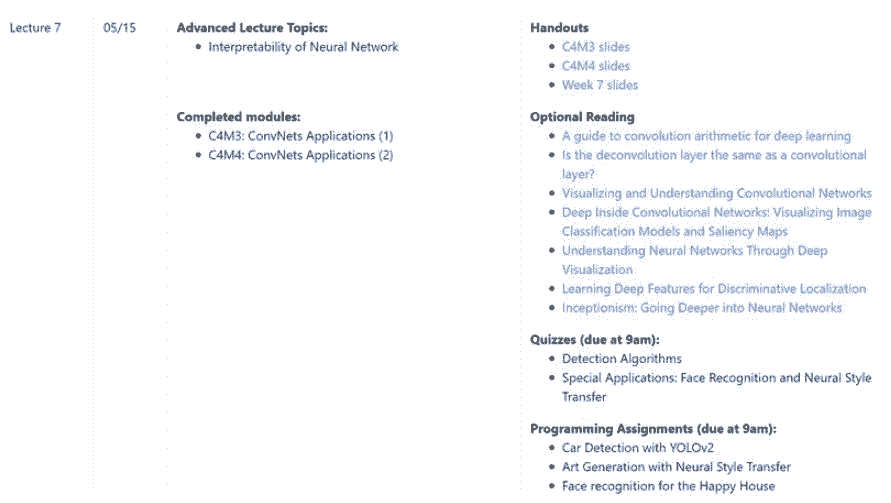 Lecture 7
05/15
Advanced Lecture Topics:
• Interpretability of Neural Network
Completed modules:
• C4M3: ConvNets Applications (1)
• C4M4: ConvNets Applications (2)
Handouts
• C4M3 slides
• C4M4 slides
• Week 7 slides
Optional Reading
• A guide to convolution arithmetic for deep learning
• Is the deconvolution layer the same as a convolutional
layer?
• Visualizing and Understanding Convolutional Networks
• Deep Inside Convolutional Networks: Visualizing Image
Classification Models and Saliency Maps
• Understanding Neural Networks Through Deep
Visualization
• Learning Deep Features for Discriminative Localization
• Inceptionism: Going Deeper into Neural Networks
Quizzes (due at 9am):
• Detection Algorithms
• Special Applications: Face Recognition and Neural Style
Transfer
Programming Assignments (due at 9am):
• Car Detection with YOLOv2
• Art Generation with Neural Style Transfer
• Face recognition for the Happy House